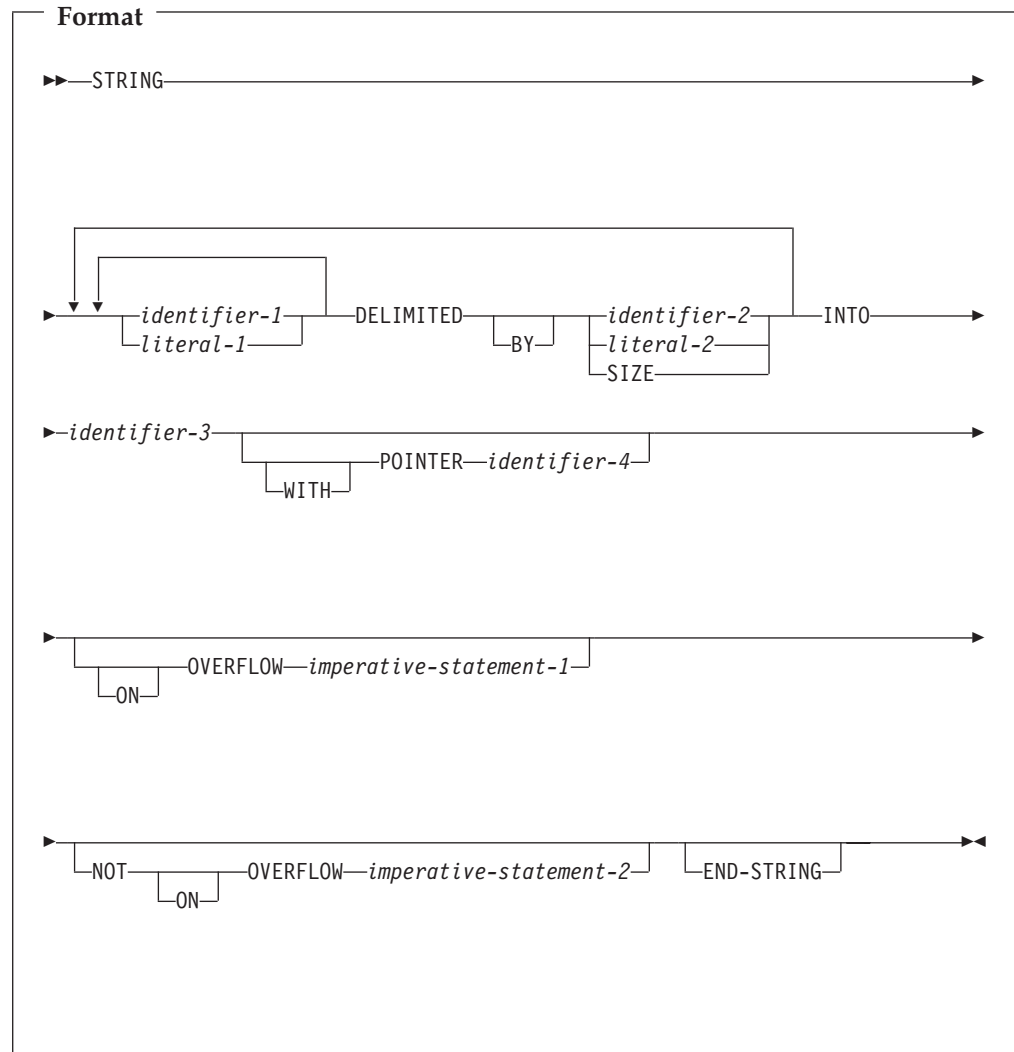 Format
STRING
identifier-1 DELIMITED identifier-2 INTO
literal-1 BY literal-2
SIZE
identifier-3
POINTER identifier-4
WITH
OVERFLOW imperative-statement-1
ON
NOT OVERFLOW imperative-statement-2 END-STRING
ON